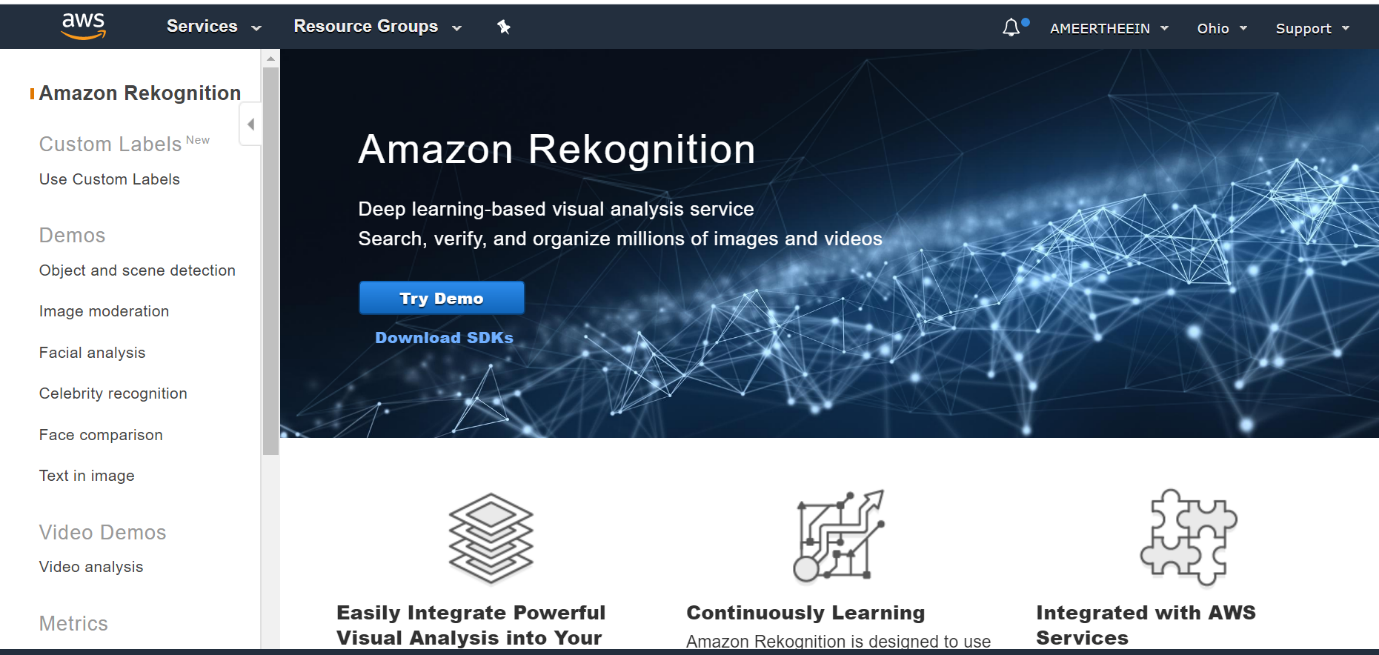 aws Services Resource Groups AMEERTHEEIN Ohio Support
Amazon Rekognition
Custom Labels New
Use Custom Labels
Demos
Object and scene detection
Image moderation
Facial analysis
Celebrity recognition
Face comparison
Text in image
Video Demos
Video analysis
Metrics
Amazon Rekognition
Deep learning-based visual analysis service
Search, verify, and organize millions of images and videos
Try Demo
Download SDKs
Easily Integrate Powerful
Visual Analysis into Your
Continuously Learning
Amazon Rekognition is designed to use
Integrated with AWS
Services